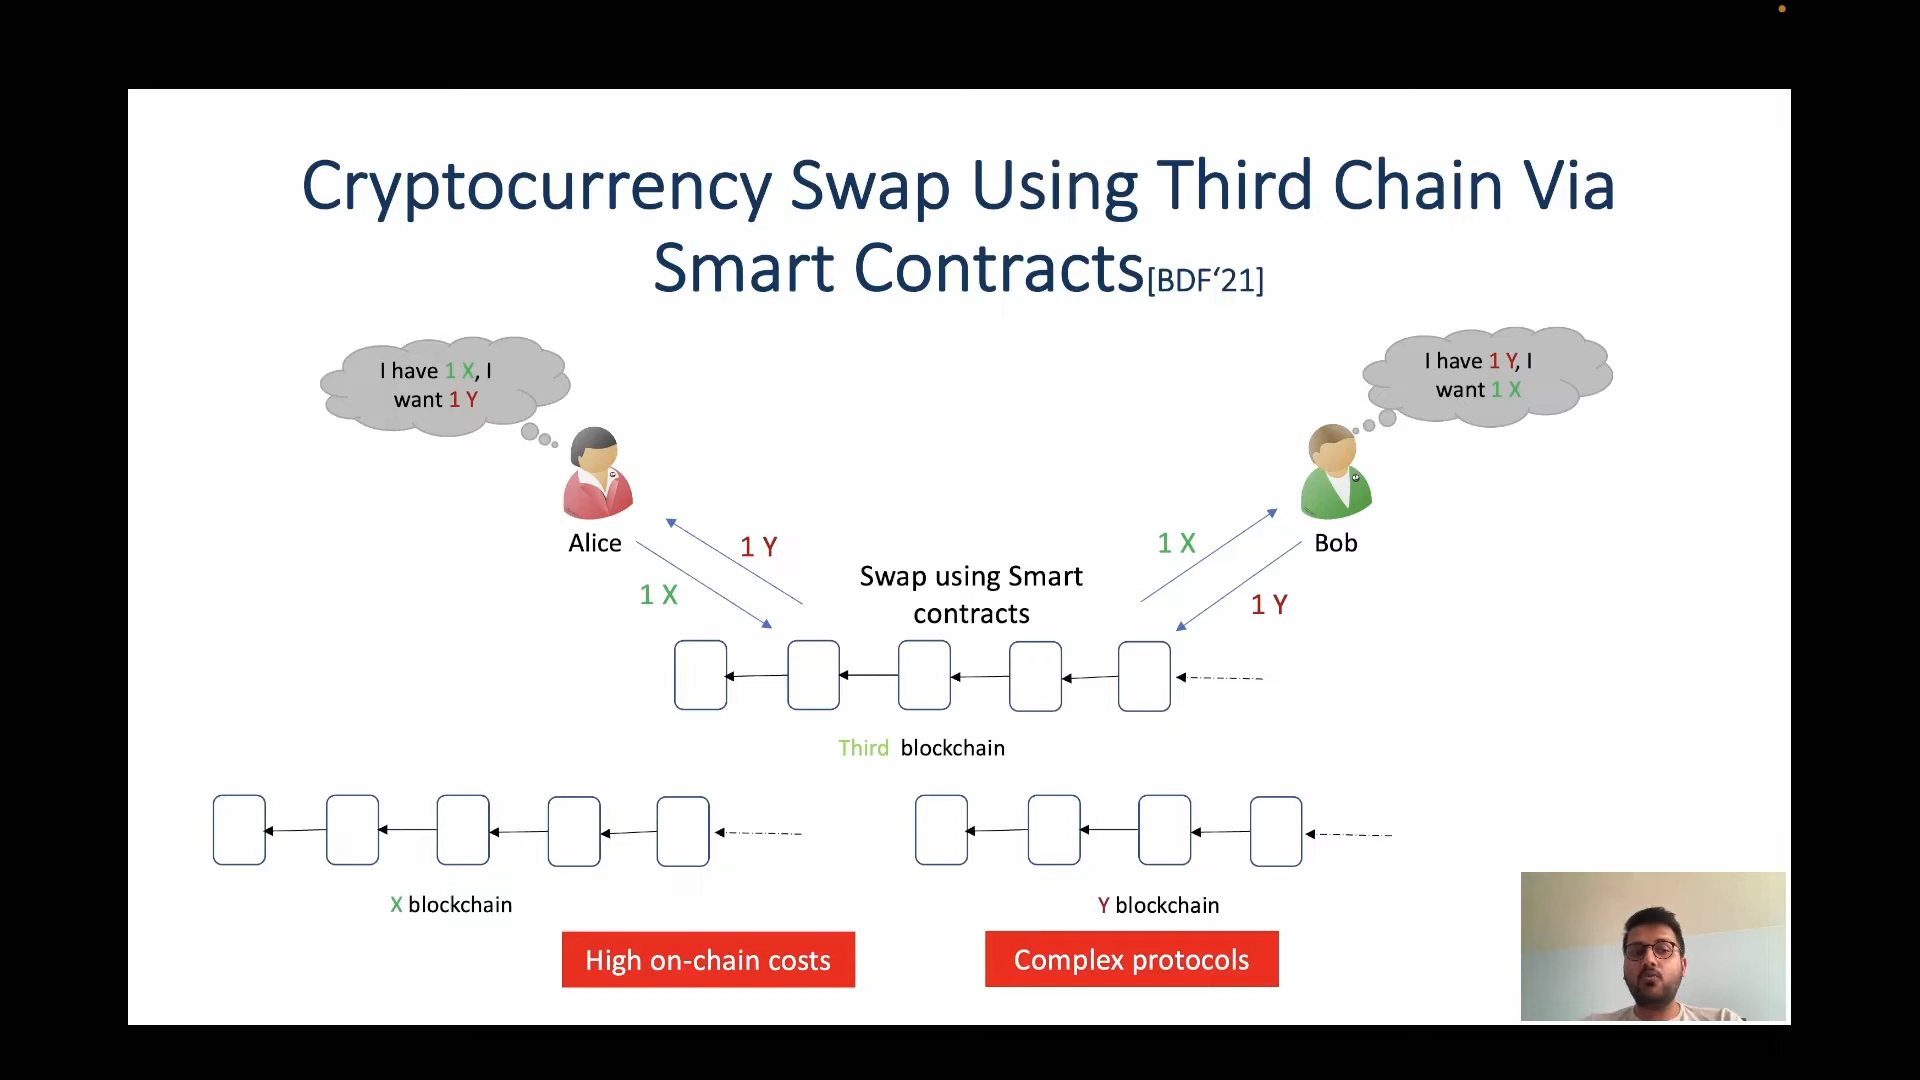 Cryptocurrency Swap Using Third Chain Via
Smart Contracts[BDF‘21]
I have 1 X, I
want 1 Y
I have 1 Y, I
want 1 X
Alice
Bob
1 Y
1 X
1 X
1 Y
Swap using Smart
contracts
Third blockchain
X blockchain
Y blockchain
High on-chain costs
Complex protocols